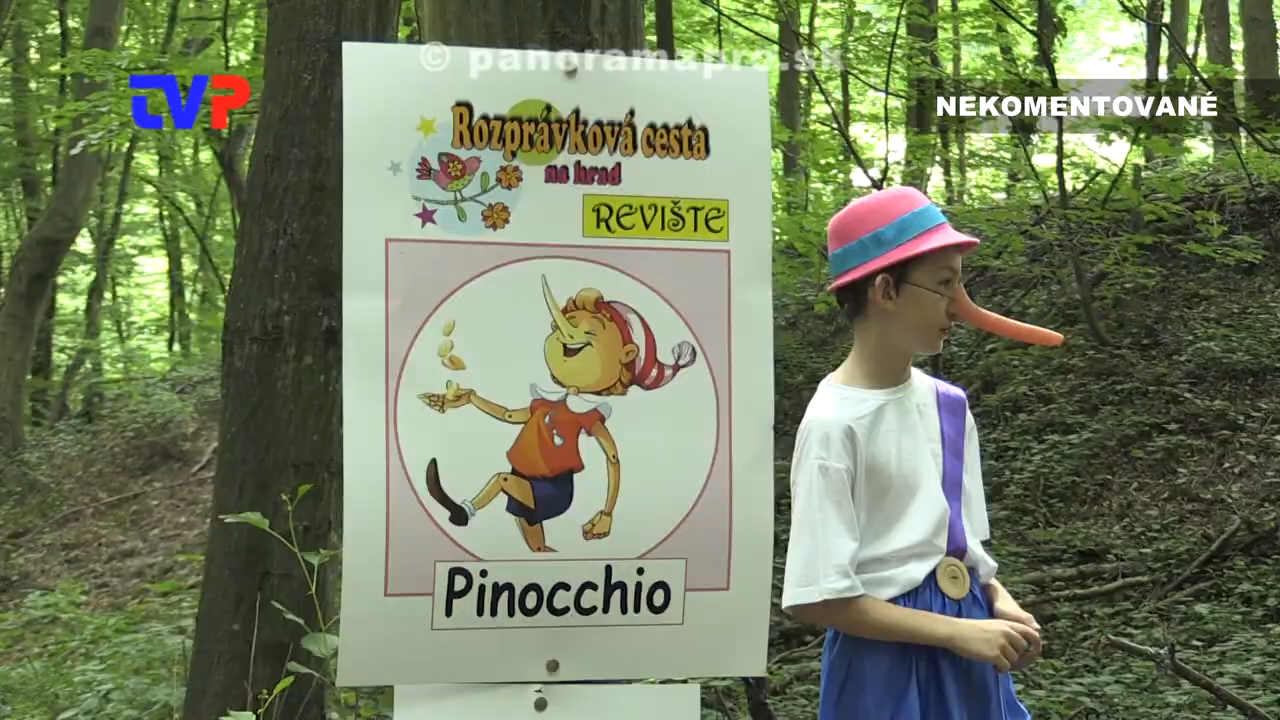 © panoramapro.sk
TVP
NEKOMENTOVANÉ
Rozprávková cesta
na hrad
REVIŠTE
Pinocchio